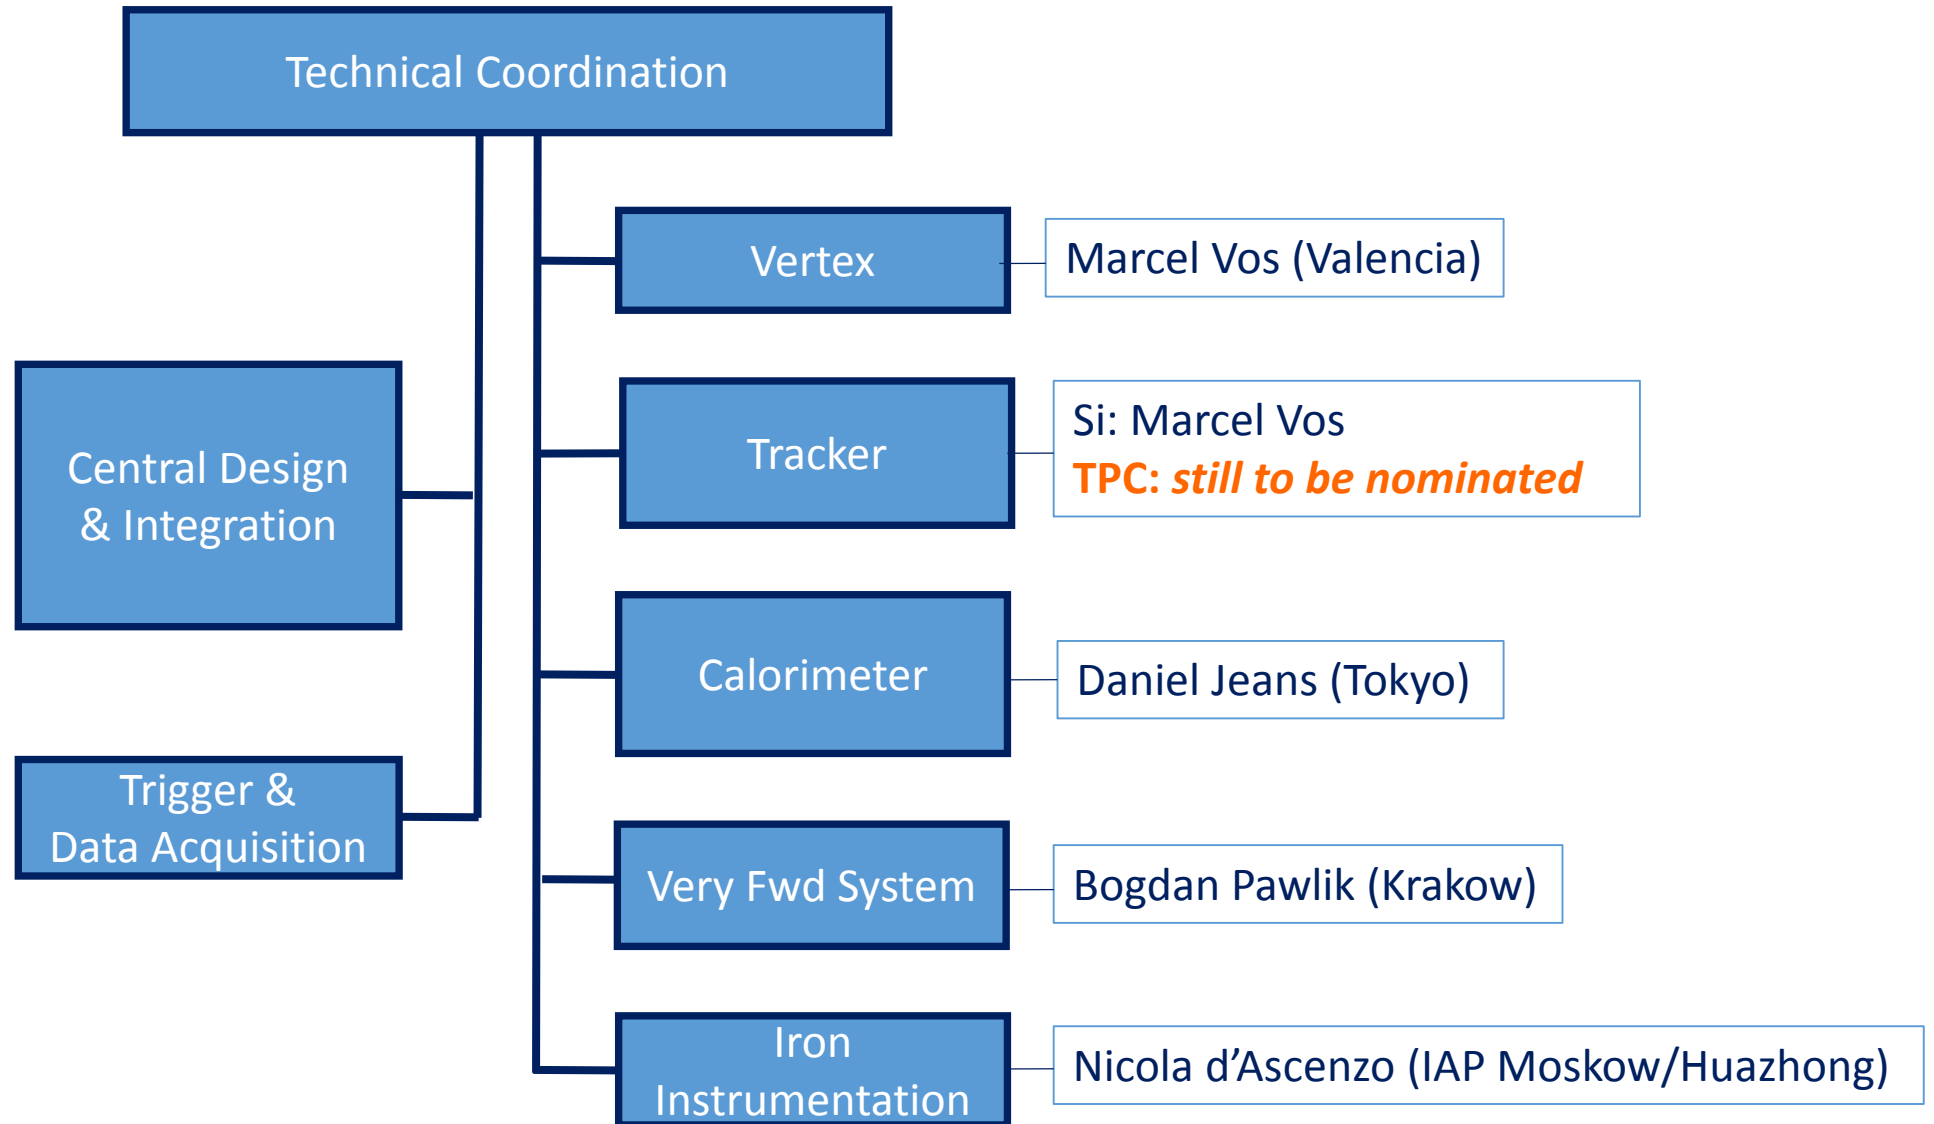 Technical Coordination
Vertex
Marcel Vos (Valencia)
Central Design
& Integration
Tracker
Si: Marcel Vos
TPC: still to be nominated
Calorimeter
Daniel Jeans (Tokyo)
Trigger &
Data Acquisition
Very Fwd System
Bogdan Pawlik (Krakow)
Iron
Instrumentation
Nicola d’Ascenzo (IAP Moskow/Huazhong)